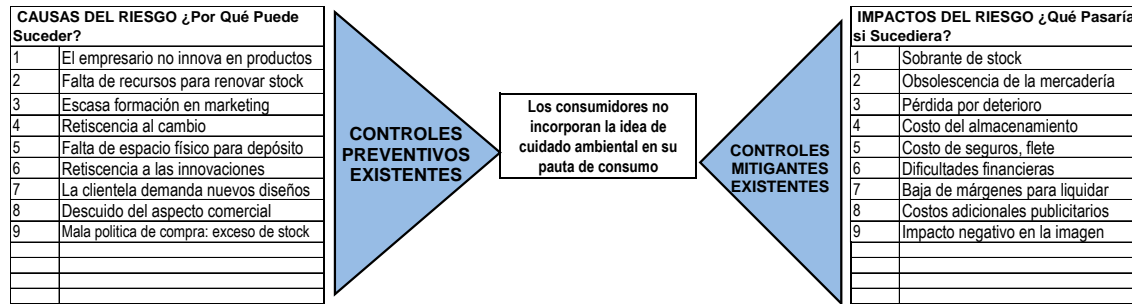 CAUSAS DEL RIESGO ¿Por Qué Puede
Suceder?
1 El empresario no innova en productos
2 Falta de recursos para renovar stock
3 Escasa formación en marketing
4 Retiscencia al cambio
5 Falta de espacio físico para depósito
6 Retiscencia a las innovaciones
7 La clientela demanda nuevos diseños
8 Descuido del aspecto comercial
9 Mala politica de compra: exceso de stock
CONTROLES
PREVENTIVOS
EXISTENTES
Los consumidores no
incorporan la idea de
cuidado ambiental en su
pauta de consumo
CONTROLES
MITIGANTES
EXISTENTES
IMPACTOS DEL RIESGO ¿Qué Pasaría
si Sucediera?
1 Sobrante de stock
2 Obsolescencia de la mercadería
3 Pérdida por deterioro
4 Costo del almacenamiento
5 Costo de seguros, flete
6 Dificultades financieras
7 Baja de márgenes para liquidar
8 Costos adicionales publicitarios
9 Impacto negativo en la imagen